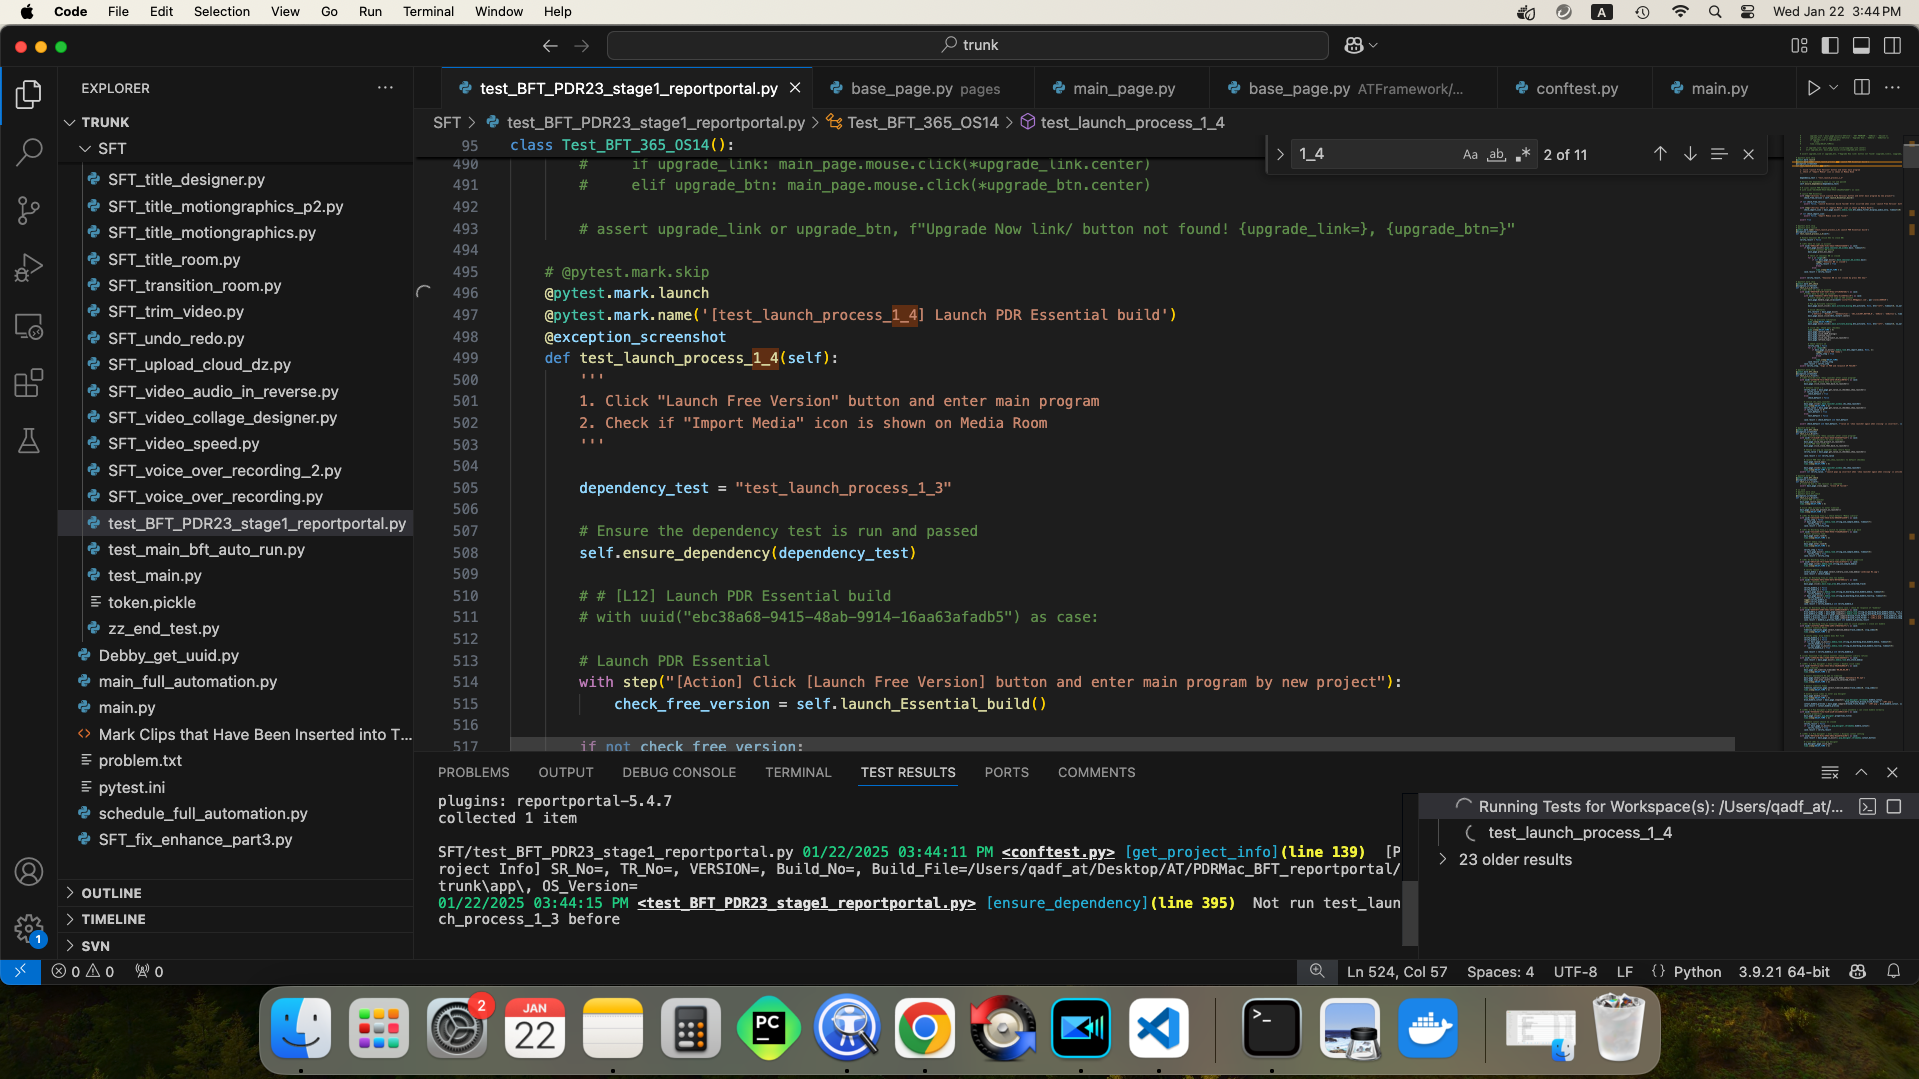 Code File Edit Selection View Go Run Terminal Window Help
A
Wed Jan 22 3:44 PM
trunk
EXPLORER
TRUNK
SFT
SFT_title_designer.py
SFT_title_motiongraphics_p2.py
SFT_title_motiongraphics.py
SFT_title_room.py
SFT_transition_room.py
SFT_trim_video.py
SFT_undo_redo.py
SFT_upload_cloud_dz.py
SFT_video_audio_in_reverse.py
SFT_video_collage_designer.py
SFT_video_speed.py
SFT_voice_over_recording_2.py
SFT_voice_over_recording.py
test_BFT_PDR23_stage1_reportportal.py
test_main_bft_auto_run.py
test_main.py
token.pickle
zz_end_test.py
Debby_get_uuid.py
main_full_automation.py
main.py
Mark Clips that Have Been Inserted into T...
problem.txt
pytest.ini
schedule_full_automation.py
SFT_fix_enhance_part3.py
OUTLINE
TIMELINE
SVN
1
test_BFT_PDR23_stage1_reportportal.py
base_page.py pages
main_page.py
base_page.py ATFramework/...
conftest.py
main.py
SFT > test_BFT_PDR23_stage1_reportportal.py > Test_BFT_365_OS14 > test_launch_process_1_4
1_4 Aa ab .* 2 of 11
95 class Test_BFT_365_OS14():
490 #     if upgrade_link: main_page.mouse.click(*upgrade_link.center)
491 #     elif upgrade_btn: main_page.mouse.click(*upgrade_btn.center)
492
493 # assert upgrade_link or upgrade_btn, f"Upgrade Now link/ button not found! {upgrade_link=}, {upgrade_btn=}"
494
495 # @pytest.mark.skip
496 @pytest.mark.launch
497 @pytest.mark.name('[test_launch_process_1_4] Launch PDR Essential build')
498 @exception_screenshot
499 def test_launch_process_1_4(self):
500 '''
501 1. Click "Launch Free Version" button and enter main program
502 2. Check if "Import Media" icon is shown on Media Room
503 '''
504
505 dependency_test = "test_launch_process_1_3"
506
507 # Ensure the dependency test is run and passed
508 self.ensure_dependency(dependency_test)
509
510 # # [L12] Launch PDR Essential build
511 # with uuid("ebc38a68-9415-48ab-9914-16aa63afadb5") as case:
512
513 # Launch PDR Essential
514 with step("[Action] Click [Launch Free Version] button and enter main program by new project"):
515 check_free_version = self.launch_Essential_build()
516
517 if not check_free_version:
PROBLEMS OUTPUT DEBUG CONSOLE TERMINAL TEST RESULTS PORTS COMMENTS
plugins: reportportal-5.4.7
collected 1 item
SFT/test_BFT_PDR23_stage1_reportportal.py 01/22/2025 03:44:11 PM <conftest.py> [get_project_info](line 139)  [P
roject Info] SR_No=, TR_No=, VERSION=, Build_No=, Build_File=/Users/qadf_at/Desktop/AT/PDRMac_BFT_reportportal/
trunk\app\, OS_Version=
01/22/2025 03:44:15 PM <test_BFT_PDR23_stage1_reportportal.py> [ensure_dependency](line 395)  Not run test_laun
ch_process_1_3 before
Running Tests for Workspace(s): /Users/qadf_at/...
test_launch_process_1_4
23 older results
0 0 0
Ln 524, Col 57 Spaces: 4 UTF-8 LF {} Python 3.9.21 64-bit
2
JAN
22
PC
>_